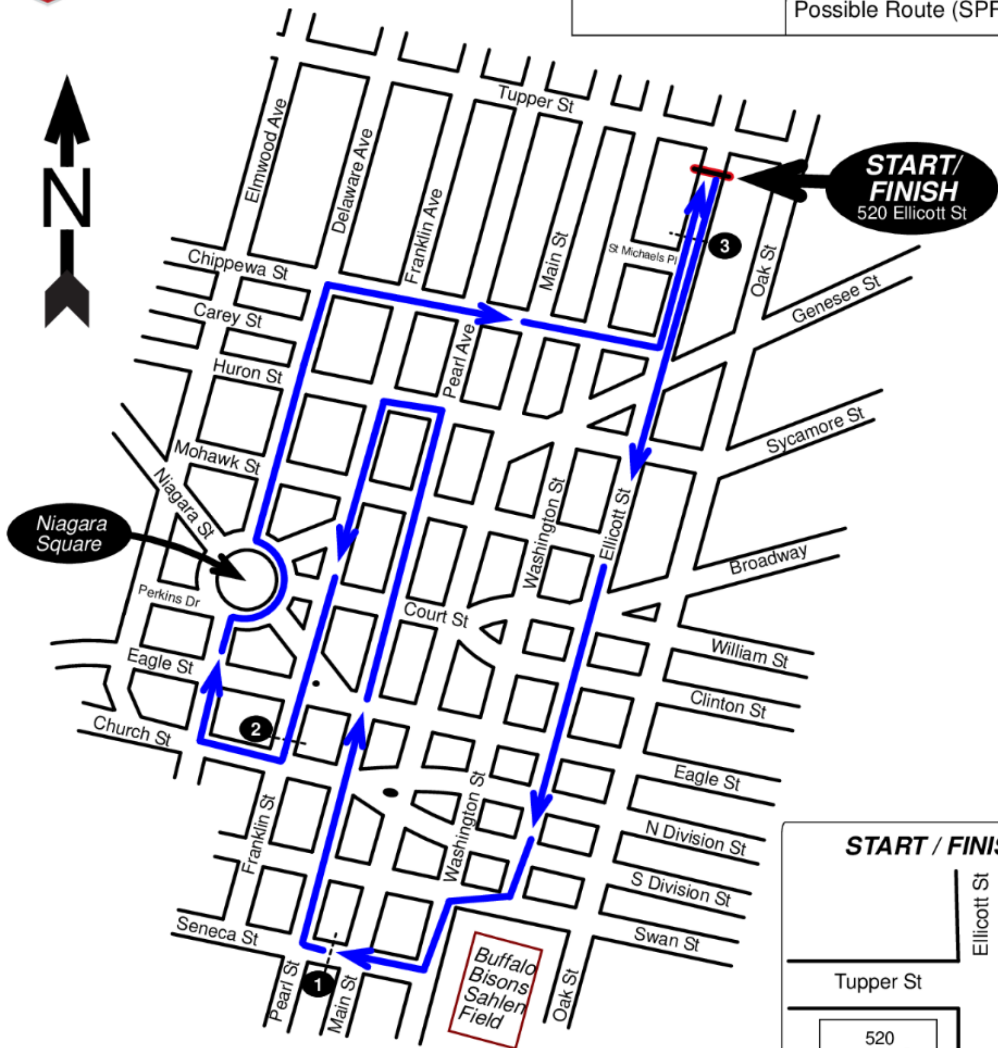 Possible Route (SPR
Tupper St
N
Elmwood Ave
Delaware Ave
Franklin Ave
Main St
START/
FINISH
520 Ellicott St
3
St Michaels Pl
Oak St
Chippewa St
Genesee St
Carey St
Pearl Ave
Huron St
Sycamore St
Mohawk St
Niagara St
Washington St
Ellicott St
Niagara
Square
Broadway
Perkins Dr
Court St
Eagle St
William St
Clinton St
2
Church St
Eagle St
Franklin St
Washington St
N Division St
S Division St
Seneca St
Swan St
1
Pearl St
Main St
Buffalo
Bisons
Sahlen
Field
Oak St
START / FINIS
Ellicott St
Tupper St
520